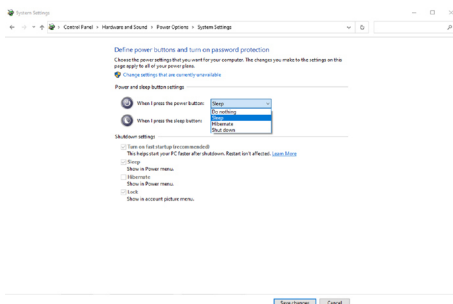 System Settings
Control Panel > Hardware and Sound > Power Options > System Settings
Define power buttons and turn on password protection
Choose the power settings that you want for your computer. The changes you make to the settings on this
page apply to all of your power plans.
Change settings that are currently unavailable
Power and sleep button settings
When I press the power button: Sleep
Do nothing
Sleep
Hibernate
Shut down
When I press the sleep button:
Shutdown settings
Turn on fast startup (recommended)
This helps start your PC faster after shutdown. Restart isn't affected. Learn More
Sleep
Show in Power menu.
Hibernate
Show in Power menu.
Lock
Show in account picture menu.
Save changes Cancel